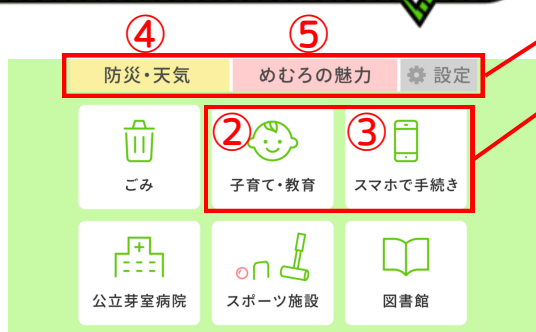 ④ ⑤
防災・天気 めむろの魅力 設定
② ③
ごみ 子育て・教育 スマホで手続き
公立芽室病院 スポーツ施設 図書館